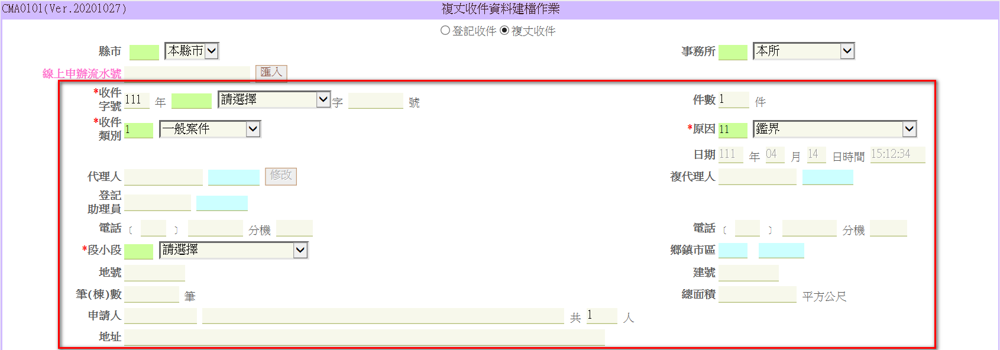 CMA0101(Ver.20201027) 複丈收件資料建檔作業
登記收件 複丈收件
縣市 本縣市 事務所 本所
線上申辦流水號 匯入
*收件字號 111 年 請選擇 字 號 件數 1 件
*收件類別 1 一般案件 *原因 11 鑑界
日期 111 年 04 月 14 日時間 15:12:34
代理人 修改 複代理人
登記助理員
電話 ( ) 分機 電話 ( ) 分機
*段小段 請選擇 鄉鎮市區
地號 建號
筆(棟)數 筆 總面積 平方公尺
申請人 共 1 人
地址